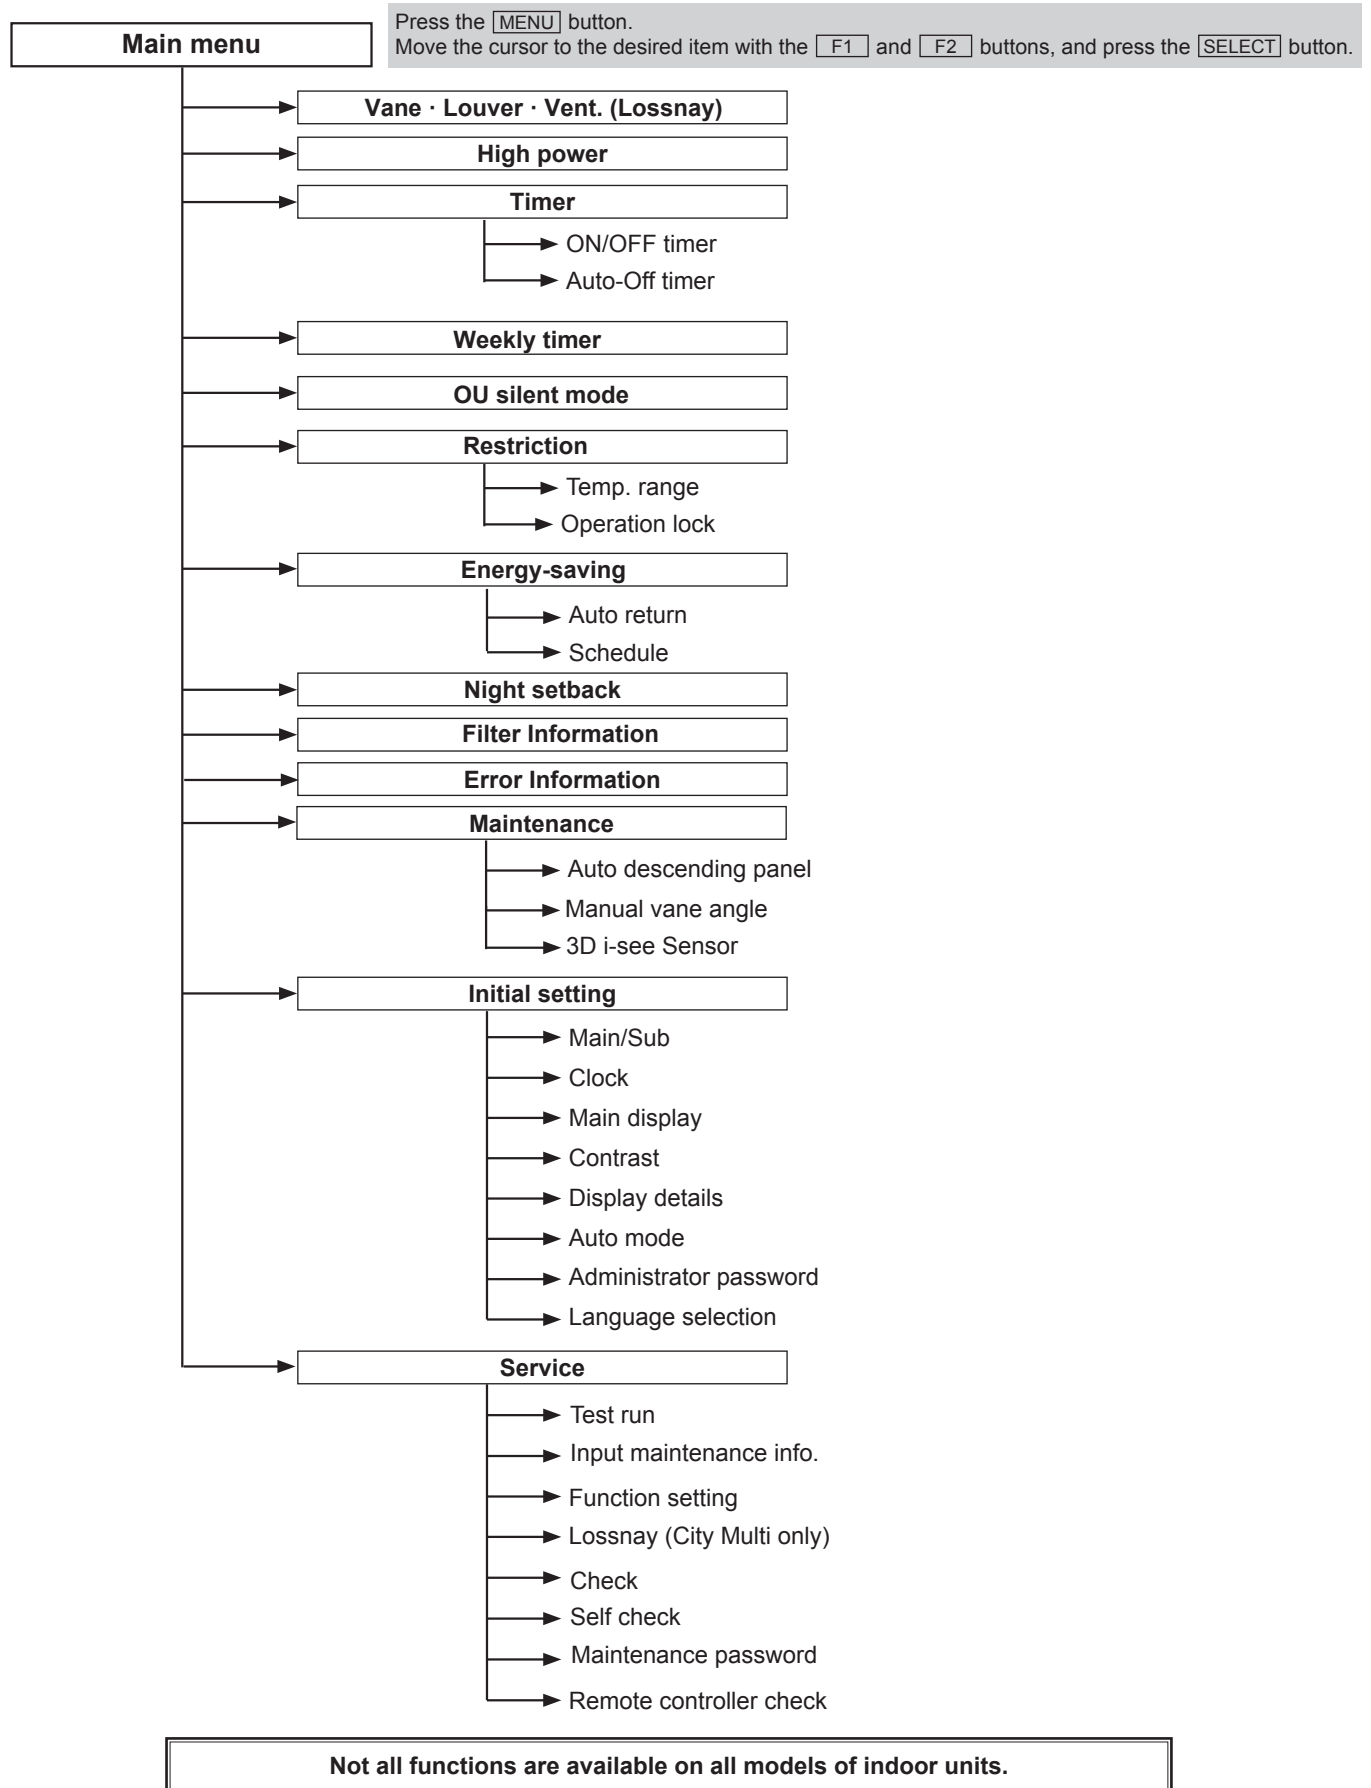 Main menu
Press the MENU button.
Move the cursor to the desired item with the F1 and F2 buttons, and press the SELECT button.
Vane · Louver · Vent. (Lossnay)
High power
Timer
ON/OFF timer
Auto-Off timer
Weekly timer
OU silent mode
Restriction
Temp. range
Operation lock
Energy-saving
Auto return
Schedule
Night setback
Filter Information
Error Information
Maintenance
Auto descending panel
Manual vane angle
3D i-see Sensor
Initial setting
Main/Sub
Clock
Main display
Contrast
Display details
Auto mode
Administrator password
Language selection
Service
Test run
Input maintenance info.
Function setting
Lossnay (City Multi only)
Check
Self check
Maintenance password
Remote controller check
Not all functions are available on all models of indoor units.